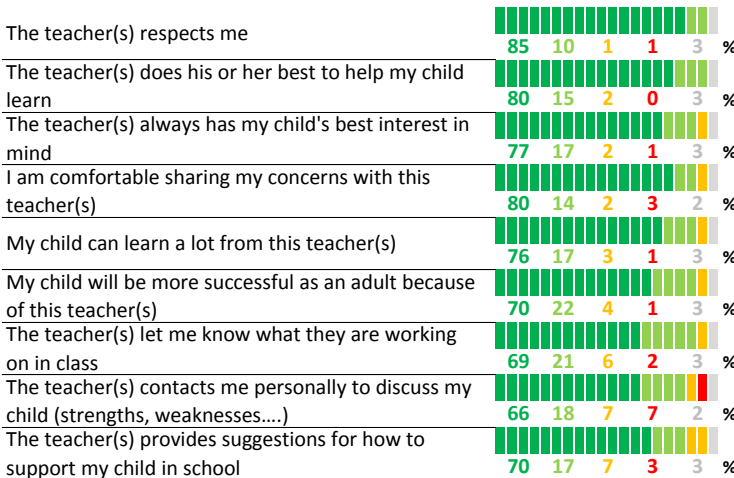 The teacher(s) respects me
85 10 1 1 3 %
The teacher(s) does his or her best to help my child
learn
80 15 2 0 3 %
The teacher(s) always has my child's best interest in
mind
77 17 2 1 3 %
I am comfortable sharing my concerns with this
teacher(s)
80 14 2 3 2 %
My child can learn a lot from this teacher(s)
76 17 3 1 3 %
My child will be more successful as an adult because
of this teacher(s)
70 22 4 1 3 %
The teacher(s) let me know what they are working
on in class
69 21 6 2 3 %
The teacher(s) contacts me personally to discuss my
child (strengths, weaknesses....)
66 18 7 7 2 %
The teacher(s) provides suggestions for how to
support my child in school
70 17 7 3 3 %